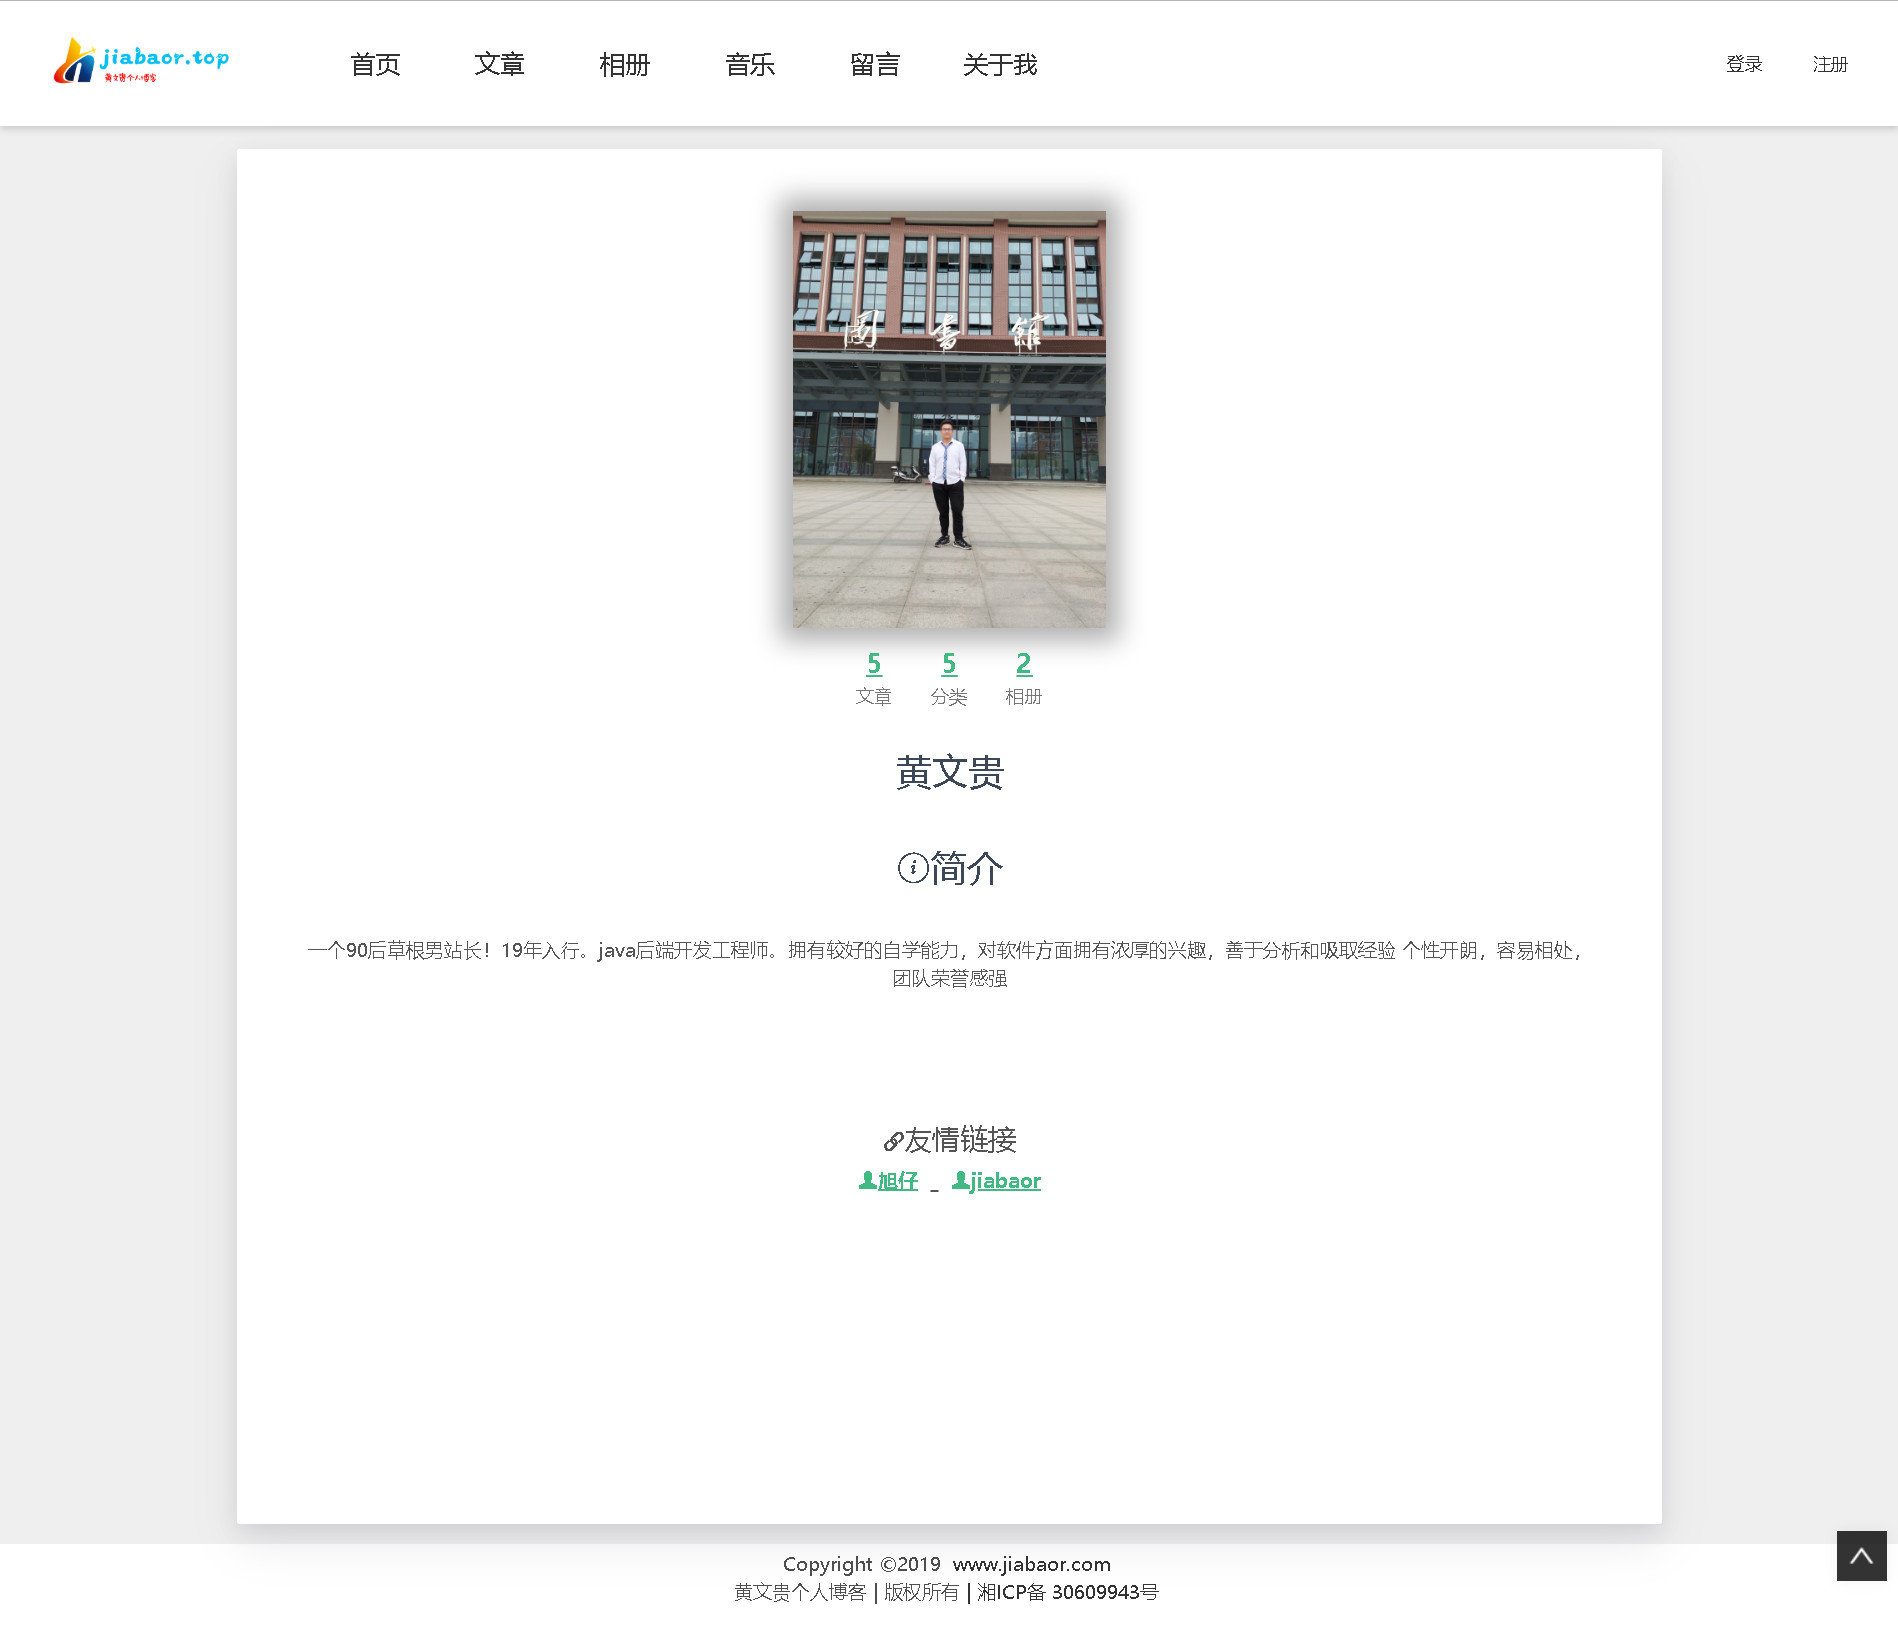 jiabaor.top
黄文贵个人博客
首页 文章 相册 音乐 留言 关于我 登录 注册
圖書館
5 5 2
文章 分类 相册
黄文贵
简介
一个90后草根男站长！19年入行。java后端开发工程师。拥有较好的自学能力，对软件方面拥有浓厚的兴趣，善于分析和吸取经验 个性开朗，容易相处，
团队荣誉感强
友情链接
旭仔 _ jiabaor
Copyright ©2019 www.jiabaor.com
黄文贵个人博客 | 版权所有 | 湘ICP备 30609943号